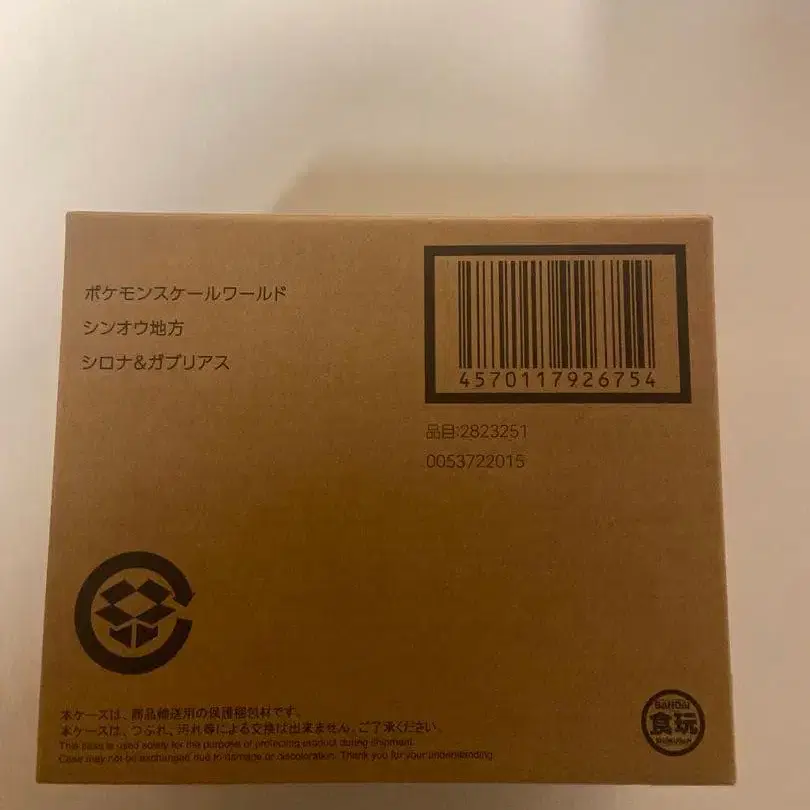 ポケモンスケールワールド
シンオウ地方
シロナ&ガブリアス
4570117926754
品目:2823251
0053722015
本ケースは、商品輸送用の保護梱包材です。
本ケースは、つぶれ、汚れ等による交換は出来ません。ご了承ください。
This case is used solely for the purpose of protecting product during shipment.
Case may not be exchanged due to damage or discoloration. Thank you for your understanding.
BANDAI
食玩
SHOKUGAN